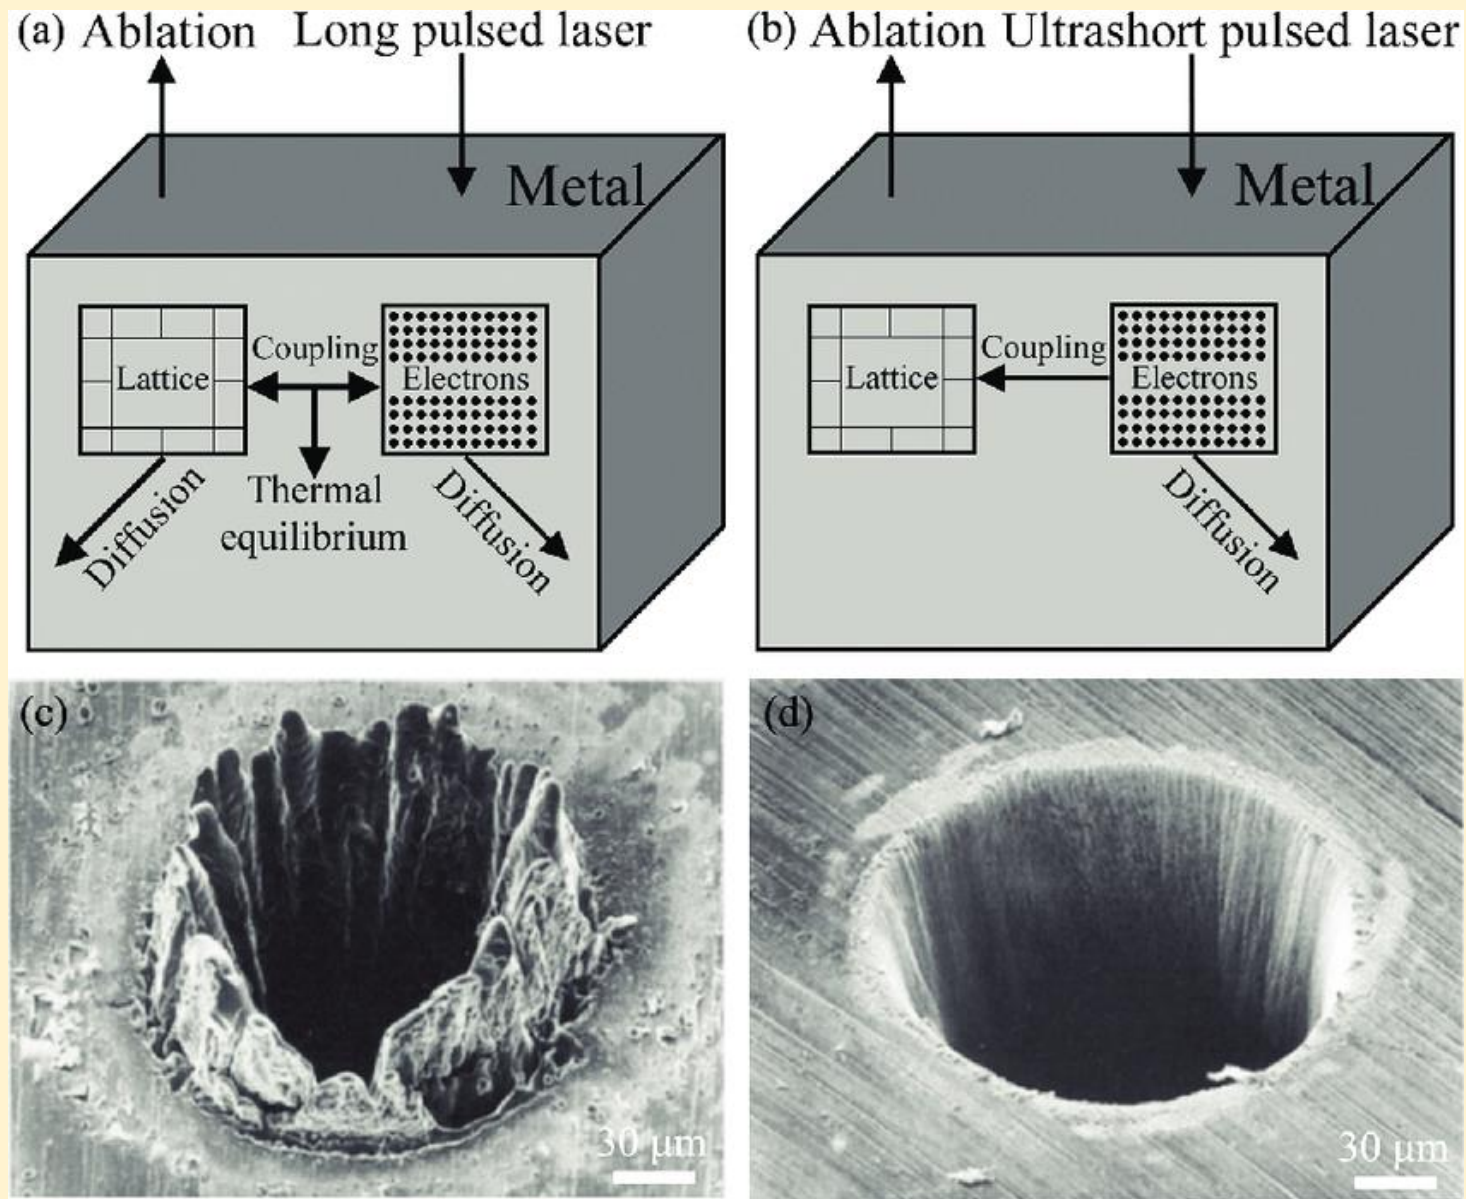 (a) Ablation Long pulsed laser
Metal
Lattice
Coupling
Electrons
Thermal
equilibrium
Diffusion
Diffusion
(b) Ablation Ultrashort pulsed laser
Metal
Lattice
Coupling
Electrons
Diffusion
(c)
30 μm
(d)
30 μm